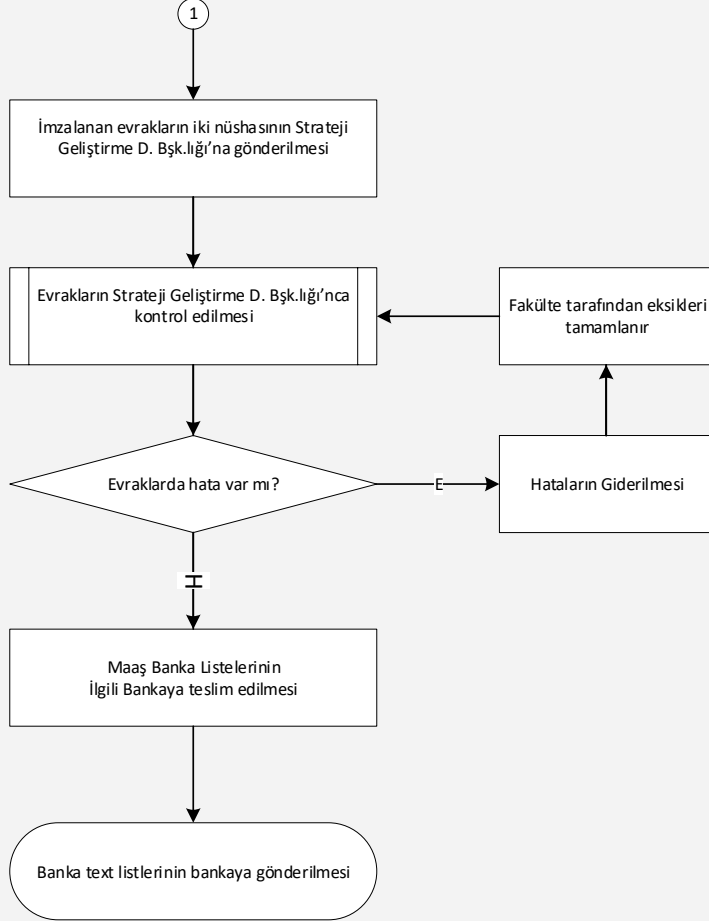 1
İmzalanan evrakların iki nüshasının Strateji
Geliştirme D. Bşk.lığı’na gönderilmesi
Evrakların Strateji Geliştirme D. Bşk.lığı’nca
kontrol edilmesi
Fakülte tarafından eksikleri
tamamlanır
Evraklarda hata var mı?
E
Hataların Giderilmesi
H
Maaş Banka Listelerinin
İlgili Bankaya teslim edilmesi
Banka text listlerinin bankaya gönderilmesi